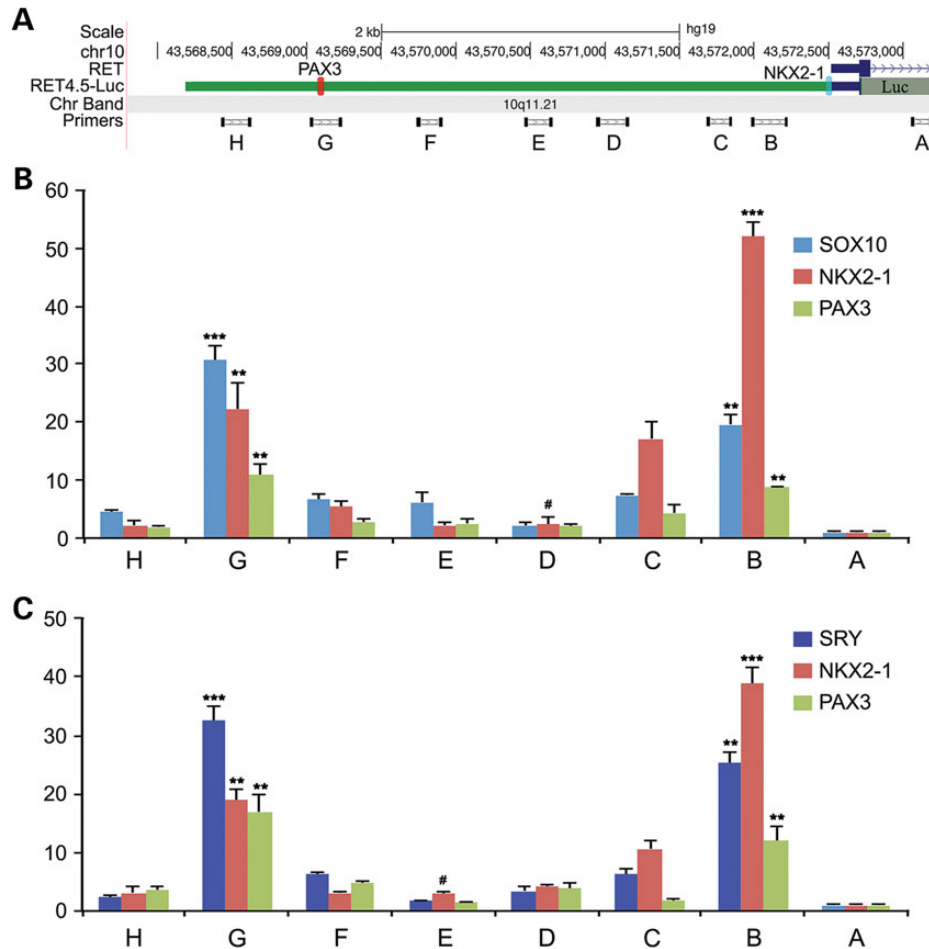 A
Scale 2 kb hg19
chr10 43,568,500 43,569,000 43,569,500 43,570,000 43,570,500 43,571,000 43,571,500 43,572,000 43,572,500 43,573,000
RET PAX3 NKX2-1
RET4.5-Luc Luc
Chr Band 10q11.21
Primers
H G F E D C B A
B
60
50
40
30
20
10
0
*** ** ** # ** *** **
SOX10
NKX2-1
PAX3
H G F E D C B A
C
50
40
30
20
10
0
*** ** ** # ** *** **
SRY
NKX2-1
PAX3
H G F E D C B A